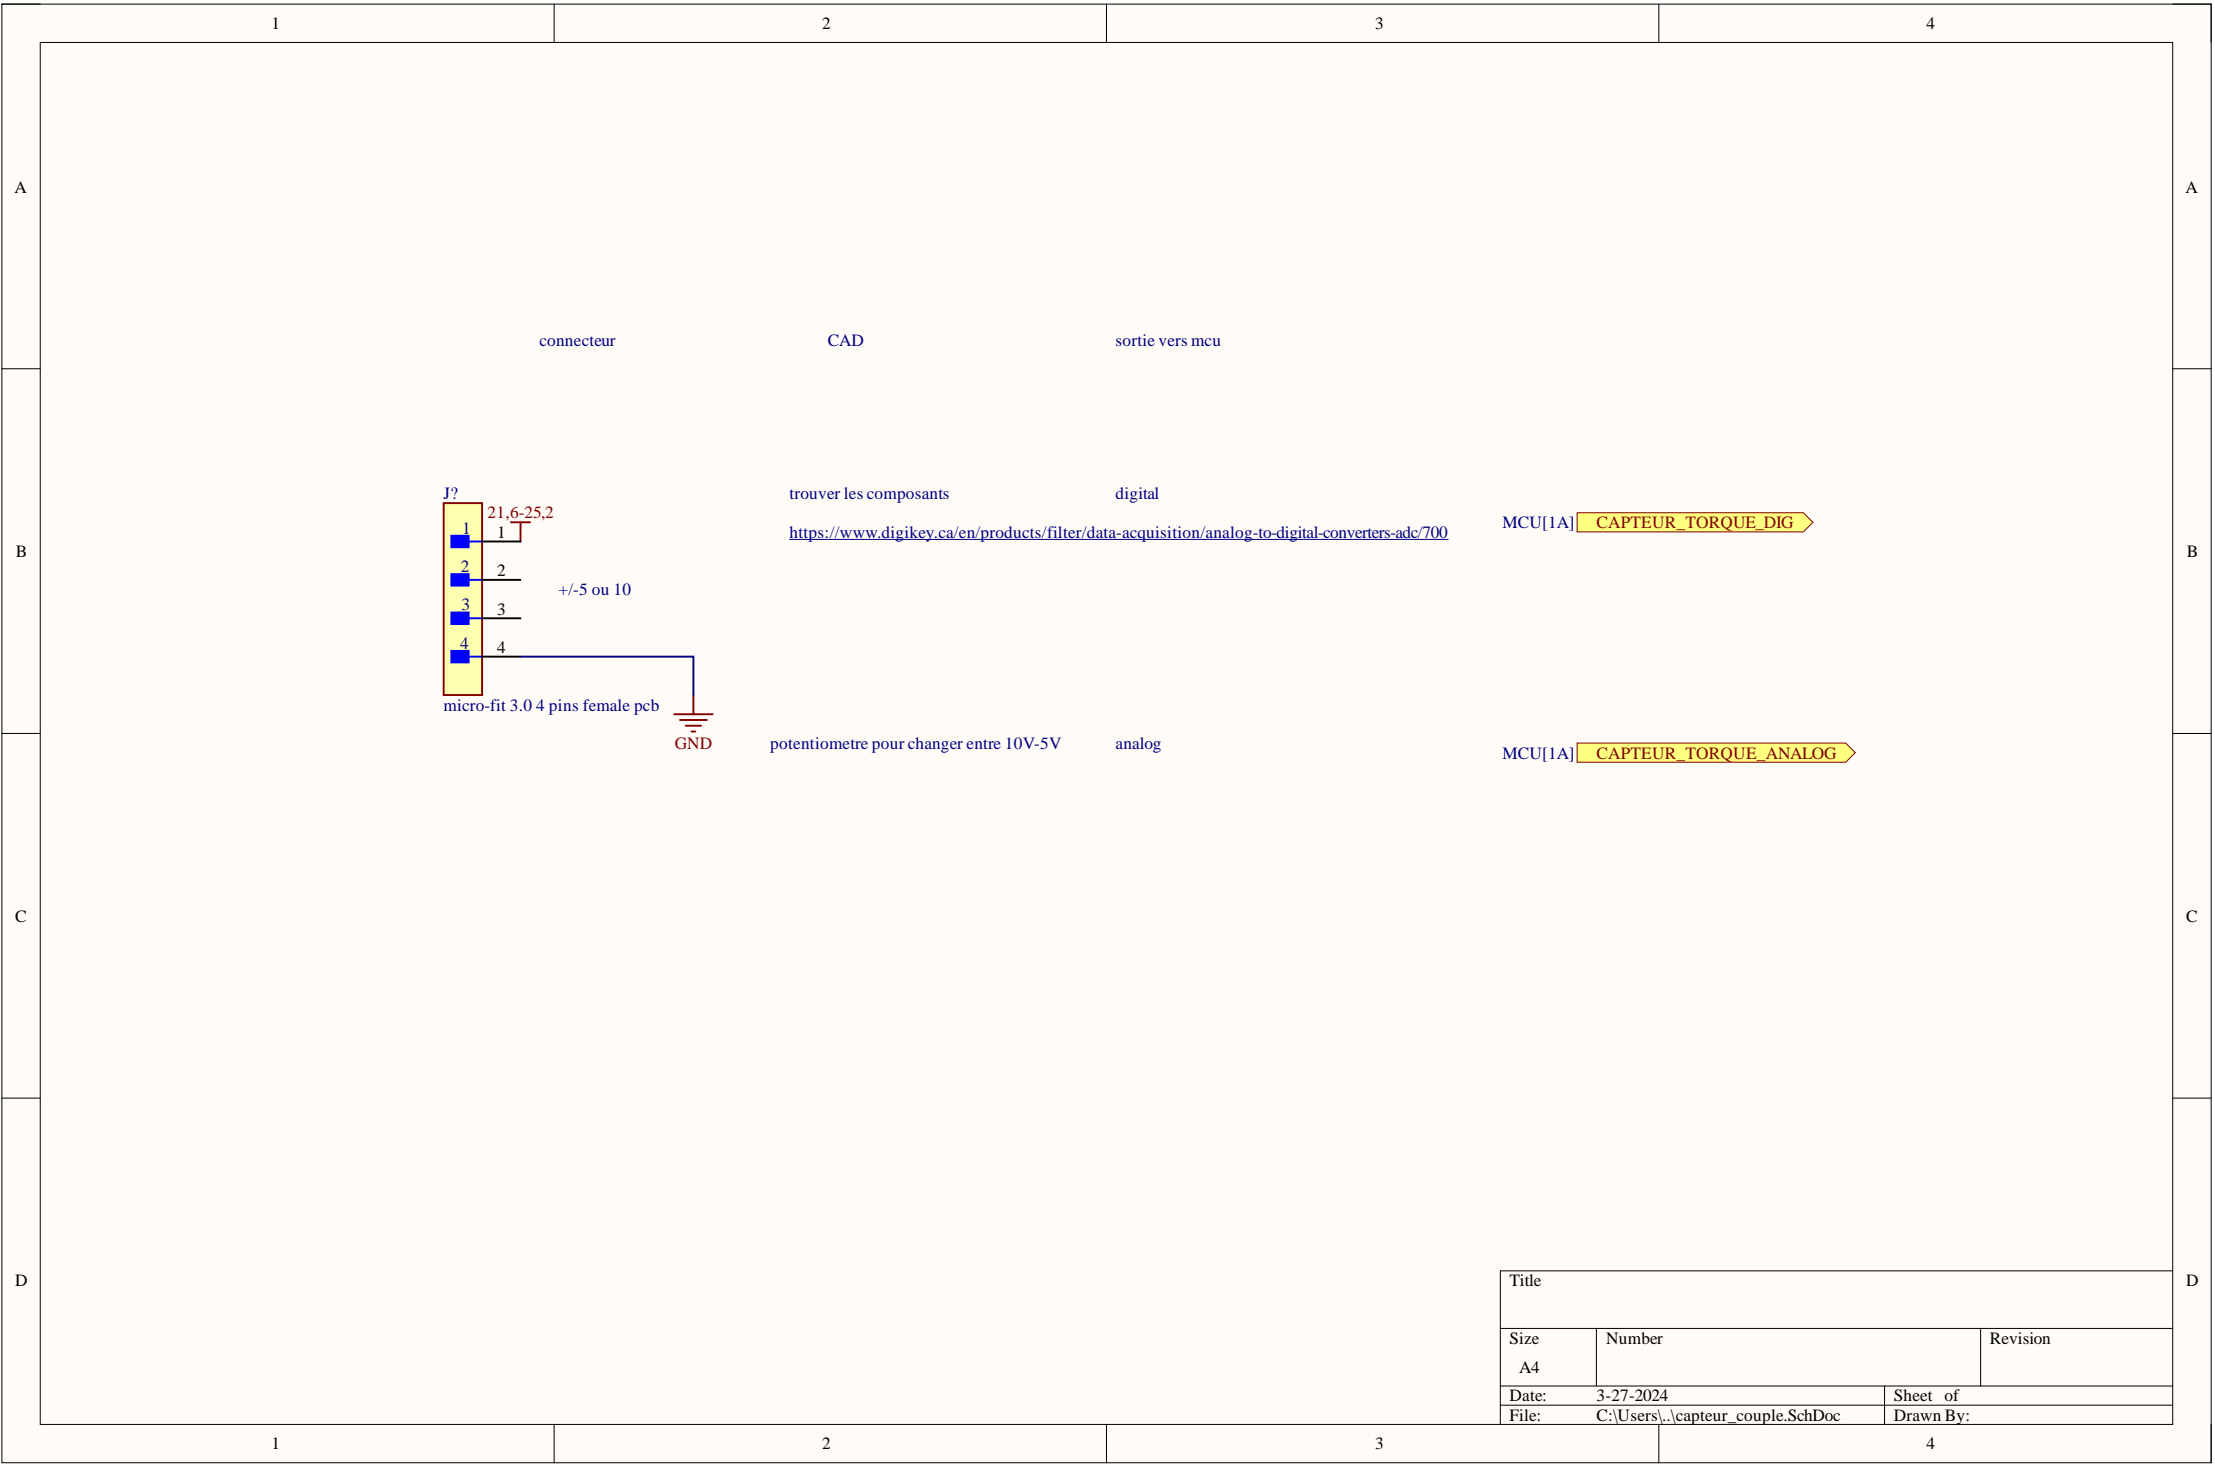 1 2 3 4
A A
connecteur CAD sortie vers mcu
J?
21,6-25,2
trouver les composants digital
https://www.digikey.ca/en/products/filter/data-acquisition/analog-to-digital-converters-adc/700
MCU[1A] CAPTEUR_TORQUE_DIG
1 1
B B
2 2
+/-5 ou 10
3 3
4 4
micro-fit 3.0 4 pins female pcb
GND
potentiometre pour changer entre 10V-5V analog
MCU[1A] CAPTEUR_TORQUE_ANALOG
C C
D D
Title
Size Number Revision
A4
Date: 3-27-2024 Sheet of
File: C:\Users\..\capteur_couple.SchDoc Drawn By:
1 2 3 4